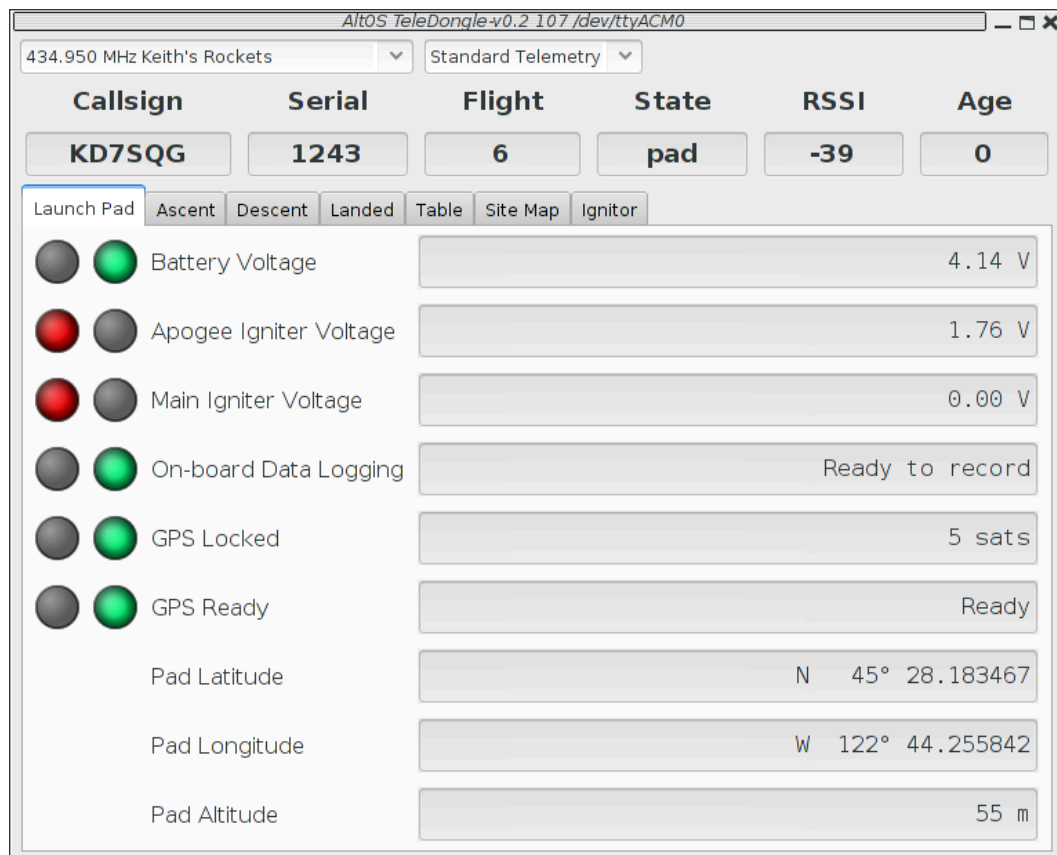 AltOS TeleDongle-v0.2 107 /dev/ttyACM0
434.950 MHz Keith's Rockets Standard Telemetry
Callsign Serial Flight State RSSI Age
KD7SQG 1243 6 pad -39 0
Launch Pad Ascent Descent Landed Table Site Map Ignitor
Battery Voltage 4.14 V
Apogee Igniter Voltage 1.76 V
Main Igniter Voltage 0.00 V
On-board Data Logging Ready to record
GPS Locked 5 sats
GPS Ready Ready
Pad Latitude N 45° 28.183467
Pad Longitude W 122° 44.255842
Pad Altitude 55 m